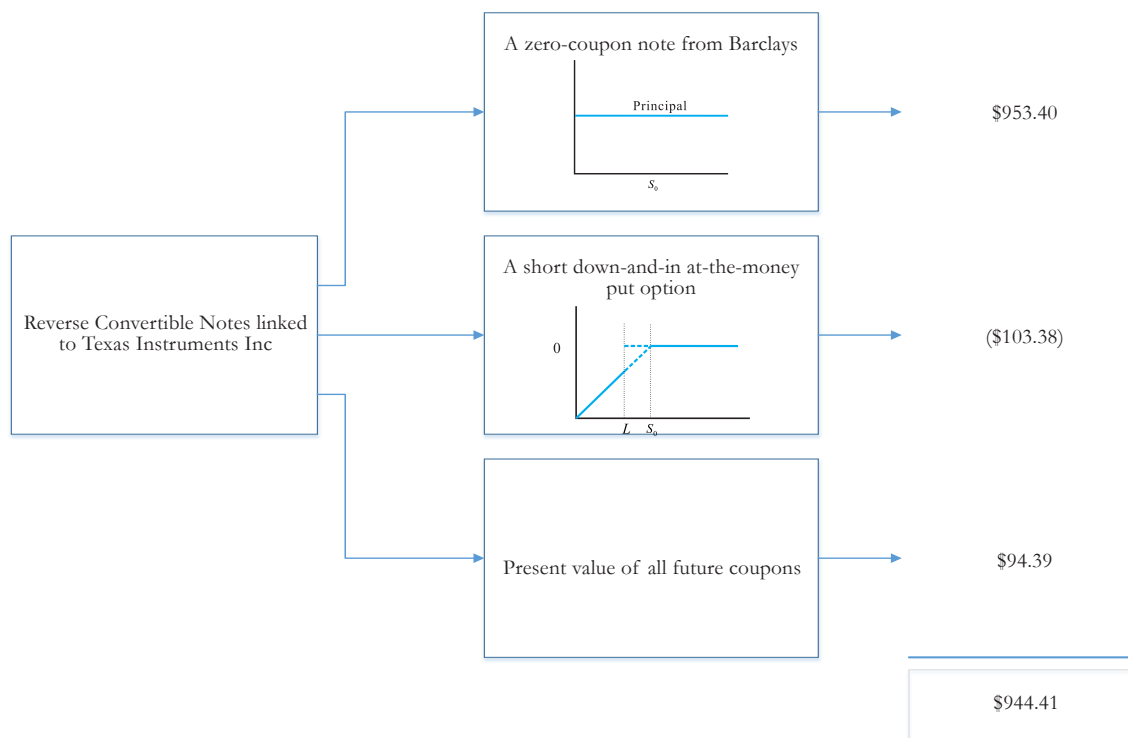 A zero-coupon note from Barclays
Principal
S0
$953.40
Reverse Convertible Notes linked
to Texas Instruments Inc
A short down-and-in at-the-money
put option
0
L S0
($103.38)
Present value of all future coupons
$94.39
$944.41